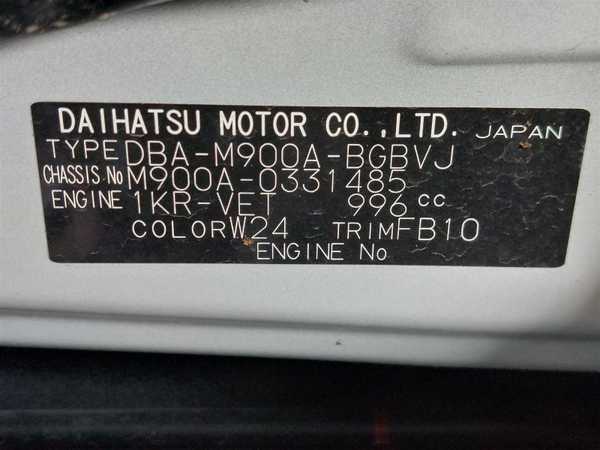 DAIHATSU MOTOR CO.,LTD. JAPAN
TYPE DBA-M900A-BGBVJ
CHASSIS No M900A-0331485
ENGINE 1KR-VET 996 CC
COLOR W24 TRIM FB10
ENGINE No